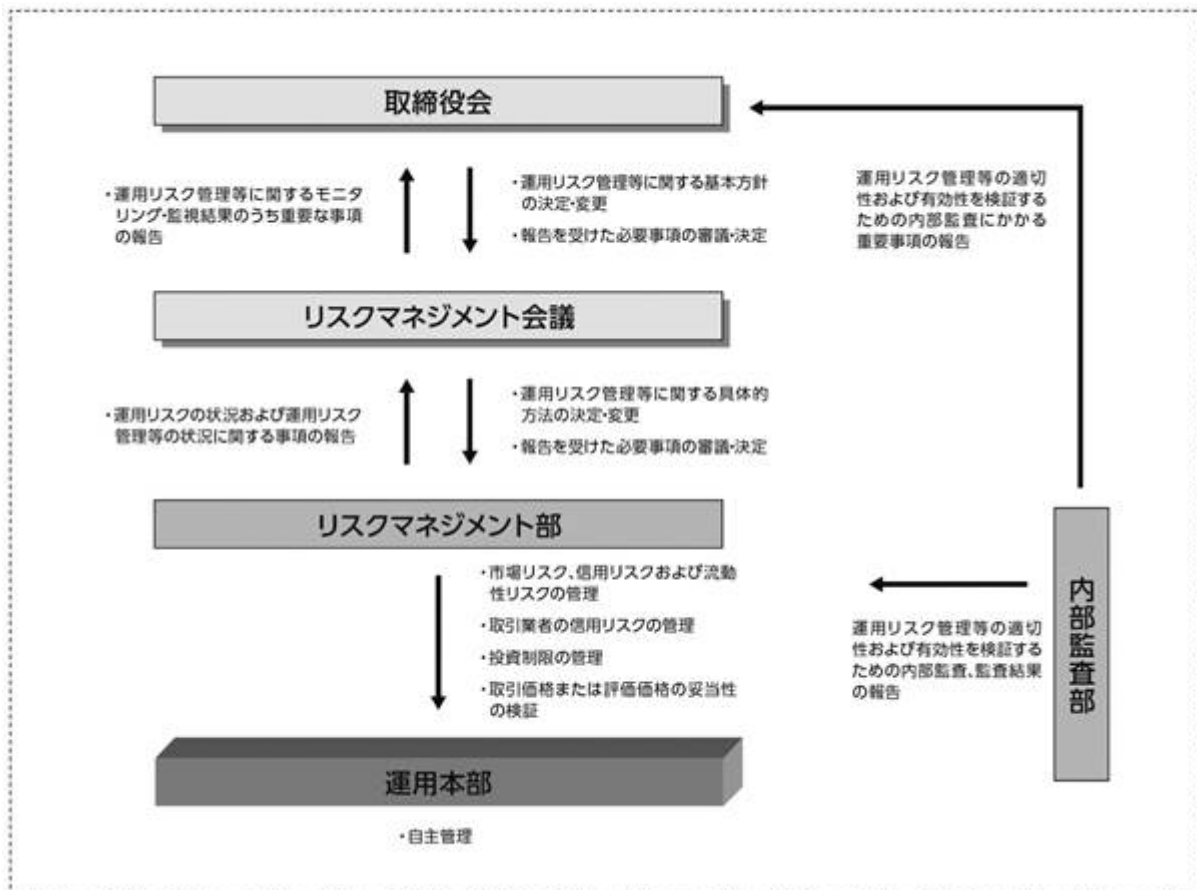 取締役会
・運用リスク管理等に関するモニタ
リング・監視結果のうち重要な事項
の報告
・運用リスク管理等に関する基本方針
の決定・変更
・報告を受けた必要事項の審議・決定
運用リスク管理等の適切
性および有効性を検証す
るための内部監査にかかる
重要事項の報告
リスクマネジメント会議
・運用リスクの状況および運用リスク
管理等の状況に関する事項の報告
・運用リスク管理等に関する具体的
方法の決定・変更
・報告を受けた必要事項の審議・決定
リスクマネジメント部
・市場リスク、信用リスクおよび流動
性リスクの管理
・取引業者の信用リスクの管理
・投資制限の管理
・取引価格または評価価格の妥当性
の検証
運用リスク管理等の適切
性および有効性を検証する
ための内部監査、監査結果
の報告
内部監査部
運用本部
・自主管理